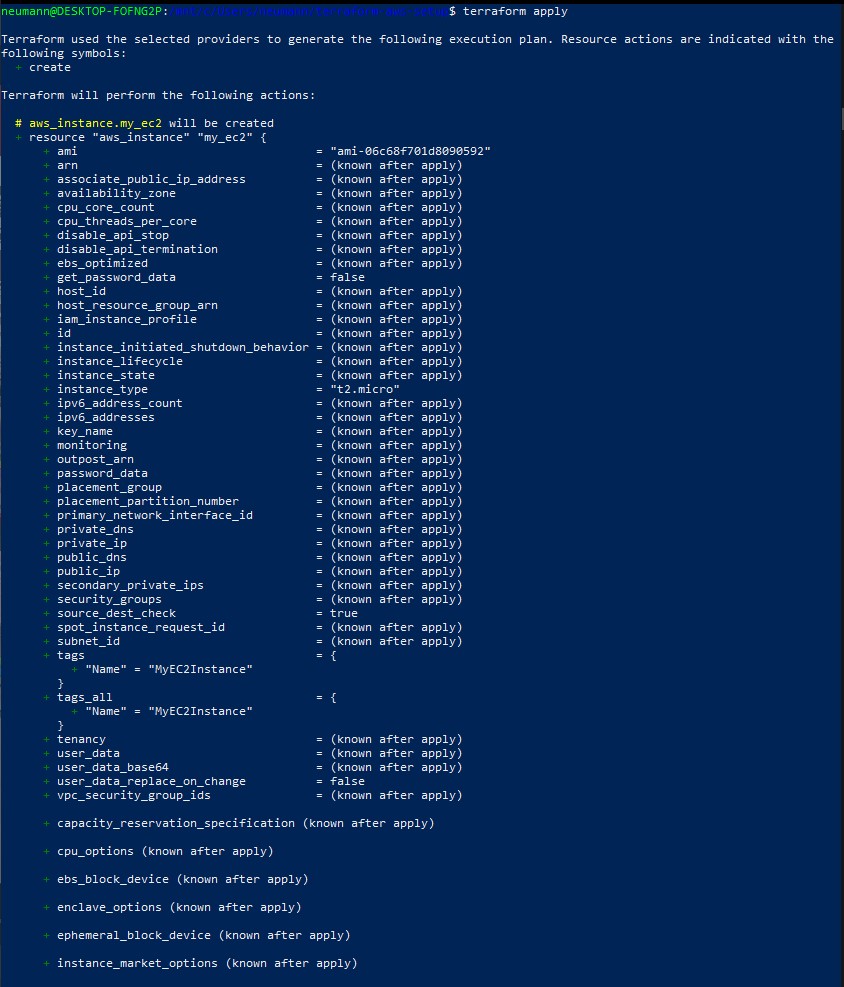 neumann@DESKTOP-FOFNG2P: $ terraform apply
Terraform used the selected providers to generate the following execution plan. Resource actions are indicated with the
following symbols:
+ create
Terraform will perform the following actions:
# aws_instance.my_ec2 will be created
+ resource "aws_instance" "my_ec2" {
+ ami = "ami-06c68f701d8090592"
+ arn = (known after apply)
+ associate_public_ip_address = (known after apply)
+ availability_zone = (known after apply)
+ cpu_core_count = (known after apply)
+ cpu_threads_per_core = (known after apply)
+ disable_api_stop = (known after apply)
+ disable_api_termination = (known after apply)
+ ebs_optimized = (known after apply)
+ get_password_data = false
+ host_id = (known after apply)
+ host_resource_group_arn = (known after apply)
+ iam_instance_profile = (known after apply)
+ id = (known after apply)
+ instance_initiated_shutdown_behavior = (known after apply)
+ instance_lifecycle = (known after apply)
+ instance_state = (known after apply)
+ instance_type = "t2.micro"
+ ipv6_address_count = (known after apply)
+ ipv6_addresses = (known after apply)
+ key_name = (known after apply)
+ monitoring = (known after apply)
+ outpost_arn = (known after apply)
+ password_data = (known after apply)
+ placement_group = (known after apply)
+ placement_partition_number = (known after apply)
+ primary_network_interface_id = (known after apply)
+ private_dns = (known after apply)
+ private_ip = (known after apply)
+ public_dns = (known after apply)
+ public_ip = (known after apply)
+ secondary_private_ips = (known after apply)
+ security_groups = (known after apply)
+ source_dest_check = true
+ spot_instance_request_id = (known after apply)
+ subnet_id = (known after apply)
+ tags = {
+ "Name" = "MyEC2Instance"
}
+ tags_all = {
+ "Name" = "MyEC2Instance"
}
+ tenancy = (known after apply)
+ user_data = (known after apply)
+ user_data_base64 = (known after apply)
+ user_data_replace_on_change = false
+ vpc_security_group_ids = (known after apply)
+ capacity_reservation_specification (known after apply)
+ cpu_options (known after apply)
+ ebs_block_device (known after apply)
+ enclave_options (known after apply)
+ ephemeral_block_device (known after apply)
+ instance_market_options (known after apply)